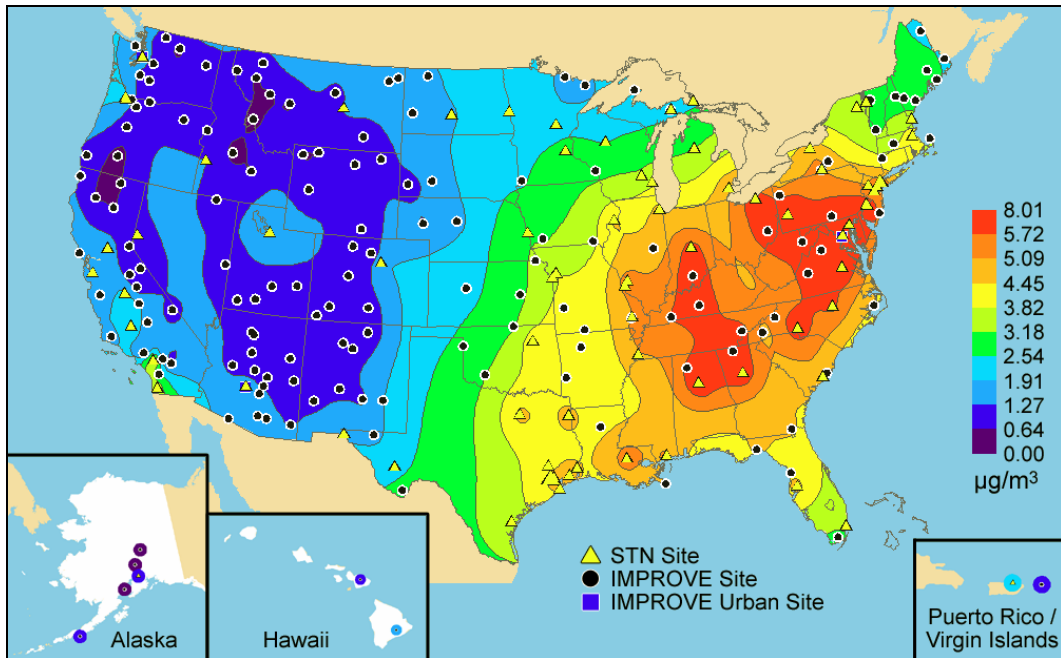 8.01
5.72
5.09
4.45
3.82
3.18
2.54
1.91
1.27
0.64
0.00
µg/m³
STN Site
IMPROVE Site
IMPROVE Urban Site
Alaska
Hawaii
Puerto Rico /
Virgin Islands